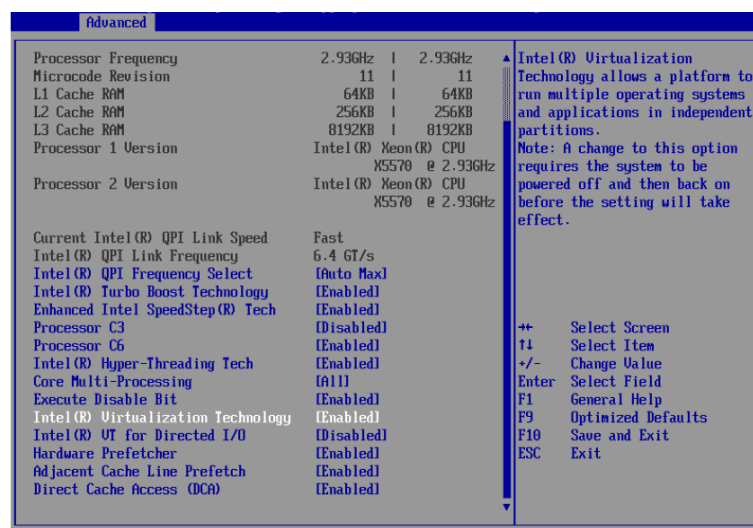 Advanced
Processor Frequency 2.93GHz | 2.93GHz
Microcode Revision 11 | 11
L1 Cache RAM 64KB | 64KB
L2 Cache RAM 256KB | 256KB
L3 Cache RAM 8192KB | 8192KB
Processor 1 Version Intel(R) Xeon(R) CPU
X5570 @ 2.93GHz
Processor 2 Version Intel(R) Xeon(R) CPU
X5570 @ 2.93GHz
Current Intel(R) QPI Link Speed Fast
Intel(R) QPI Link Frequency 6.4 GT/s
Intel(R) QPI Frequency Select [Auto Max]
Intel(R) Turbo Boost Technology [Enabled]
Enhanced Intel SpeedStep(R) Tech [Enabled]
Processor C3 [Disabled]
Processor C6 [Enabled]
Intel(R) Hyper-Threading Tech [Enabled]
Core Multi-Processing [All]
Execute Disable Bit [Enabled]
Intel(R) Virtualization Technology [Enabled]
Intel(R) VT for Directed I/O [Disabled]
Hardware Prefetcher [Enabled]
Adjacent Cache Line Prefetch [Enabled]
Direct Cache Access (DCA) [Enabled]
Intel(R) Virtualization
Technology allows a platform to
run multiple operating systems
and applications in independent
partitions.
Note: A change to this option
requires the system to be
powered off and then back on
before the setting will take
effect.
→← Select Screen
↑↓ Select Item
+/- Change Value
Enter Select Field
F1 General Help
F9 Optimized Defaults
F10 Save and Exit
ESC Exit